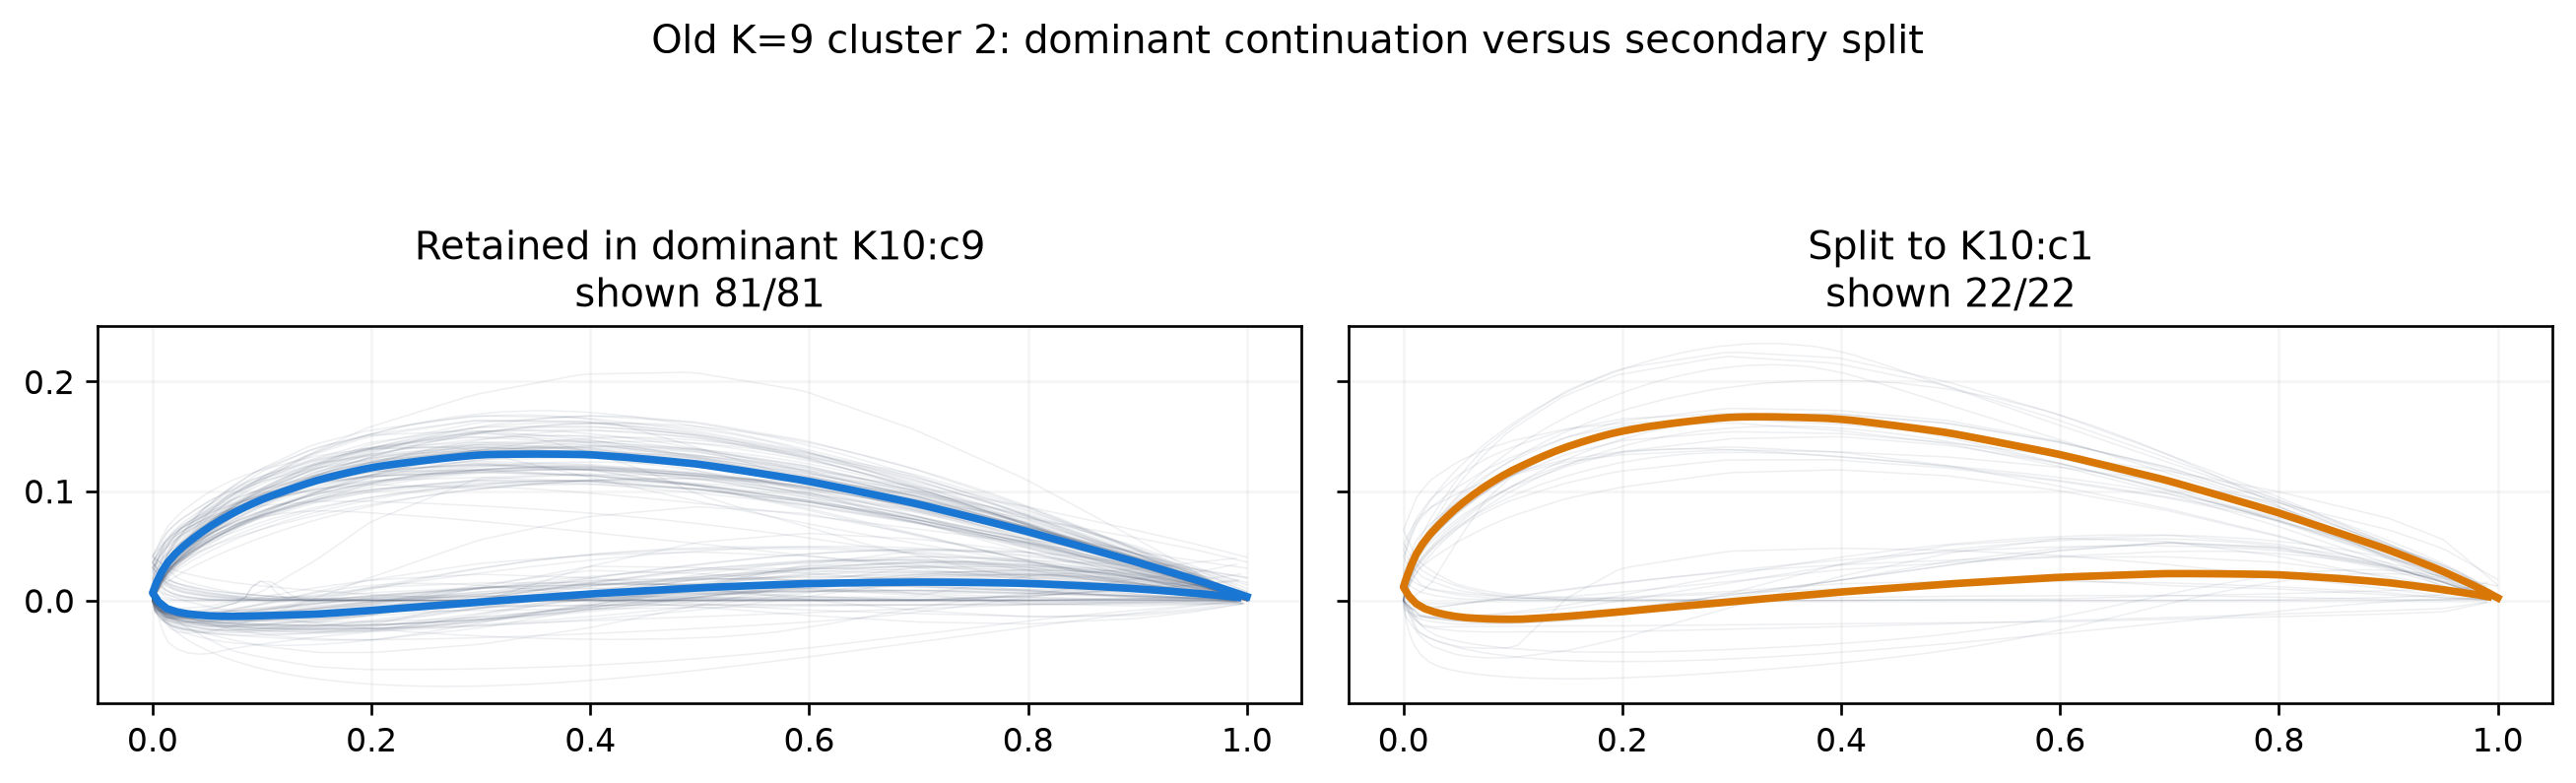 Old K=9 cluster 2: dominant continuation versus secondary split
Retained in dominant K10:c9
shown 81/81
Split to K10:c1
shown 22/22
0.2
0.1
0.0
0.0 0.2 0.4 0.6 0.8 1.0
0.0 0.2 0.4 0.6 0.8 1.0